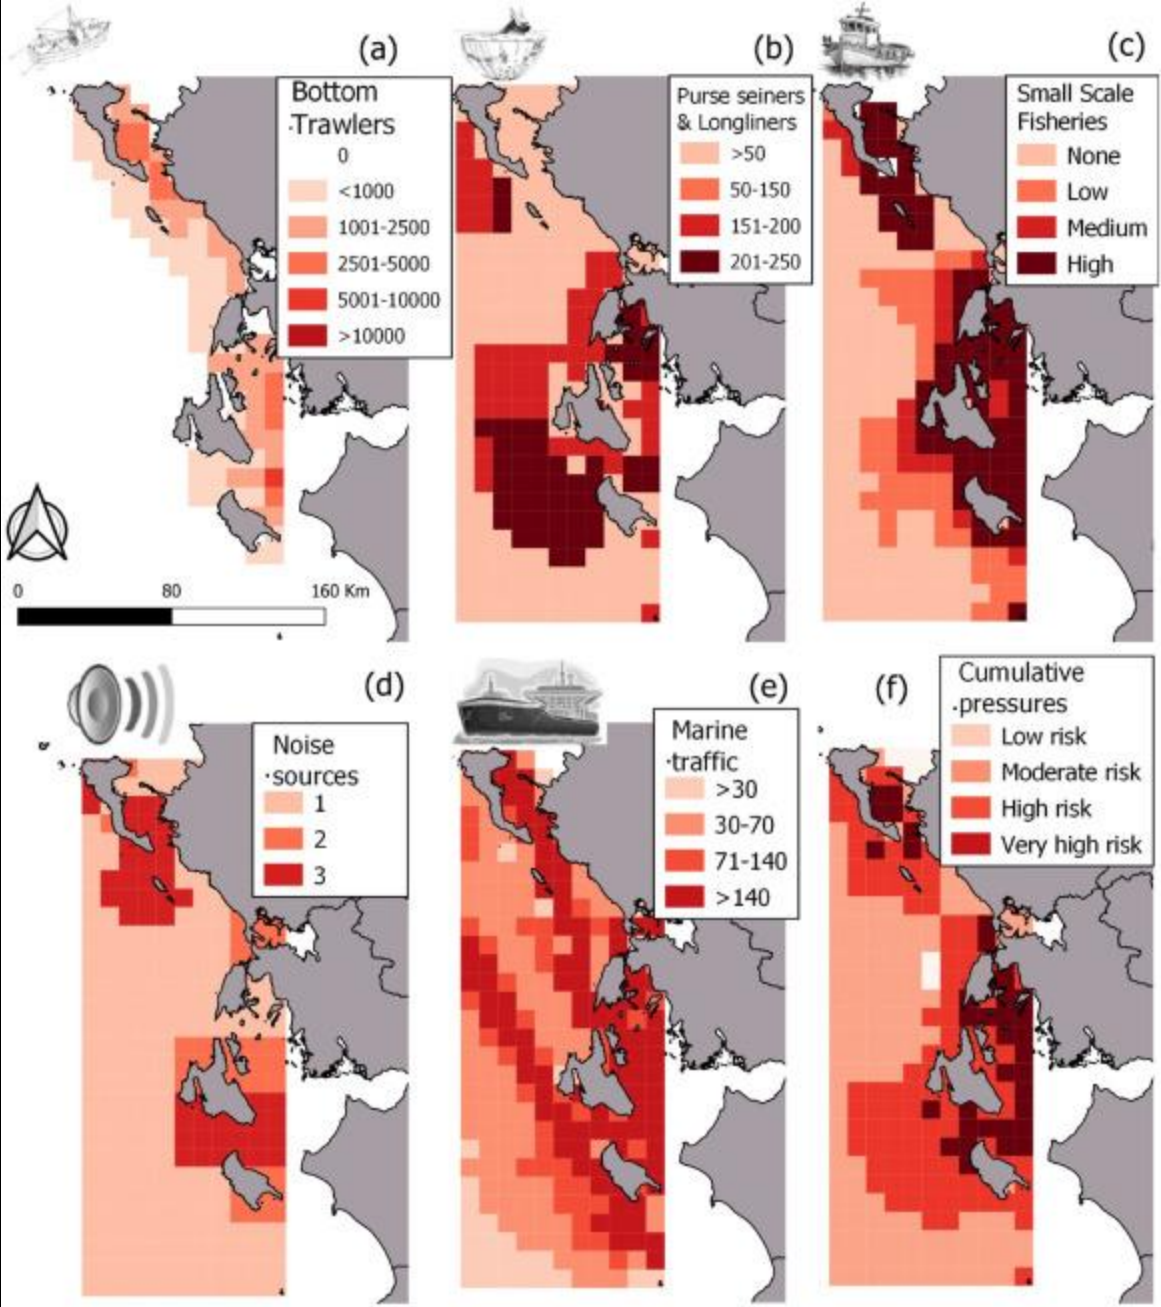 (a)
Bottom
Trawlers
0
<1000
1001-2500
2501-5000
5001-10000
>10000
(b)
Purse seiners
& Longliners
>50
50-150
151-200
201-250
(c)
Small Scale
Fisheries
None
Low
Medium
High
0 80 160 Km
(d)
Noise
sources
1
2
3
(e)
Marine
traffic
>30
30-70
71-140
>140
(f)
Cumulative
pressures
Low risk
Moderate risk
High risk
Very high risk